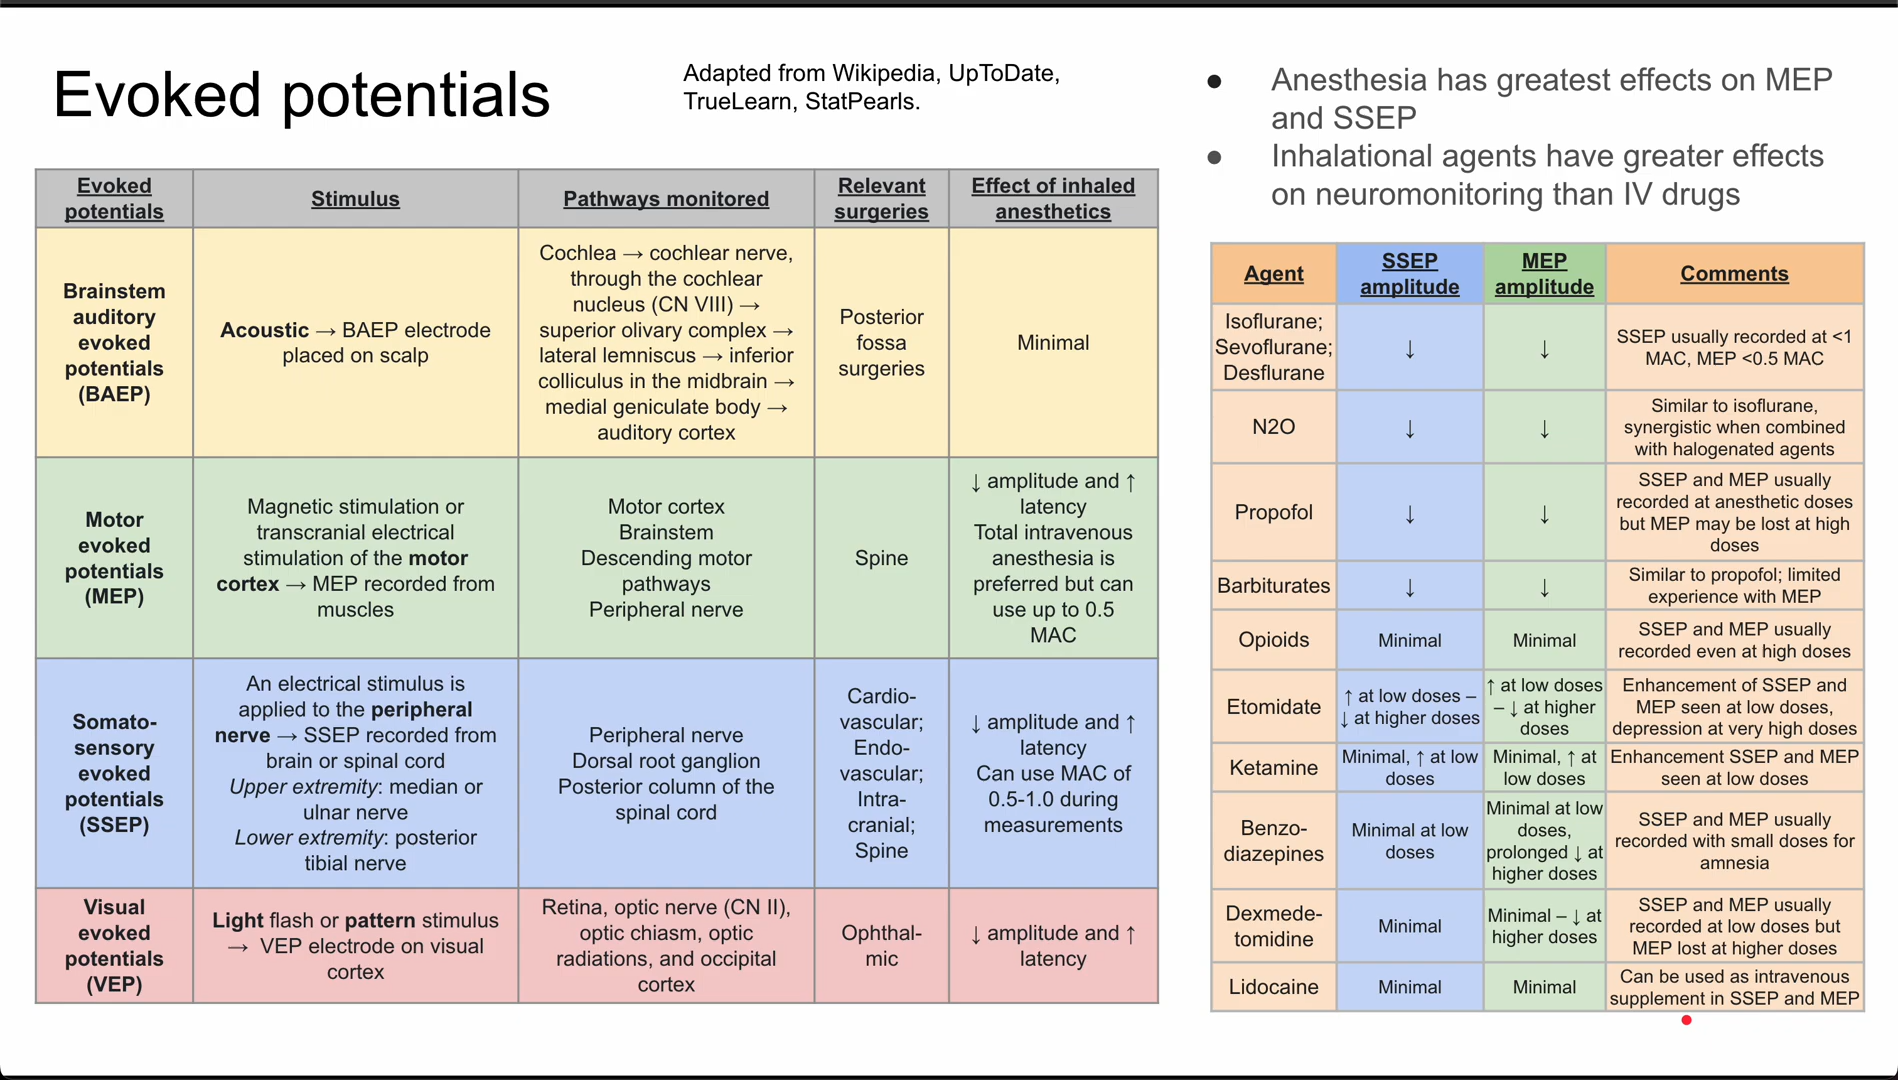 Evoked potentials
Adapted from Wikipedia, UpToDate,
TrueLearn, StatPearls.
● Anesthesia has greatest effects on MEP
and SSEP
● Inhalational agents have greater effects
on neuromonitoring than IV drugs
Evoked
potentials
Stimulus
Pathways monitored
Relevant
surgeries
Effect of inhaled
anesthetics
Brainstem
auditory
evoked
potentials
(BAEP)
Acoustic → BAEP electrode
placed on scalp
Cochlea → cochlear nerve,
through the cochlear
nucleus (CN VIII) →
superior olivary complex →
lateral lemniscus → inferior
colliculus in the midbrain →
medial geniculate body →
auditory cortex
Posterior
fossa
surgeries
Minimal
Motor
evoked
potentials
(MEP)
Magnetic stimulation or
transcranial electrical
stimulation of the motor
cortex → MEP recorded from
muscles
Motor cortex
Brainstem
Descending motor
pathways
Peripheral nerve
Spine
↓ amplitude and ↑
latency
Total intravenous
anesthesia is
preferred but can
use up to 0.5
MAC
Somato-
sensory
evoked
potentials
(SSEP)
An electrical stimulus is
applied to the peripheral
nerve → SSEP recorded from
brain or spinal cord
Upper extremity: median or
ulnar nerve
Lower extremity: posterior
tibial nerve
Peripheral nerve
Dorsal root ganglion
Posterior column of the
spinal cord
Cardio-
vascular;
Endo-
vascular;
Intra-
cranial;
Spine
↓ amplitude and ↑
latency
Can use MAC of
0.5-1.0 during
measurements
Visual
evoked
potentials
(VEP)
Light flash or pattern stimulus
→ VEP electrode on visual
cortex
Retina, optic nerve (CN II),
optic chiasm, optic
radiations, and occipital
cortex
Ophthal-
mic
↓ amplitude and ↑
latency
Agent
SSEP
amplitude
MEP
amplitude
Comments
Isoflurane;
Sevoflurane;
Desflurane
↓
↓
SSEP usually recorded at <1
MAC, MEP <0.5 MAC
N2O
↓
↓
Similar to isoflurane,
synergistic when combined
with halogenated agents
Propofol
↓
↓
SSEP and MEP usually
recorded at anesthetic doses
but MEP may be lost at high
doses
Barbiturates
↓
↓
Similar to propofol; limited
experience with MEP
Opioids
Minimal
Minimal
SSEP and MEP usually
recorded even at high doses
Etomidate
↑ at low doses –
↓ at higher doses
↑ at low doses
– ↓ at higher
doses
Enhancement of SSEP and
MEP seen at low doses,
depression at very high doses
Ketamine
Minimal, ↑ at low
doses
Minimal, ↑ at
low doses
Enhancement SSEP and MEP
seen at low doses
Benzo-
diazepines
Minimal at low
doses
Minimal at low
doses,
prolonged ↓ at
higher doses
SSEP and MEP usually
recorded with small doses for
amnesia
Dexmede-
tomidine
Minimal
Minimal – ↓ at
higher doses
SSEP and MEP usually
recorded at low doses but
MEP lost at higher doses
Lidocaine
Minimal
Minimal
Can be used as intravenous
supplement in SSEP and MEP